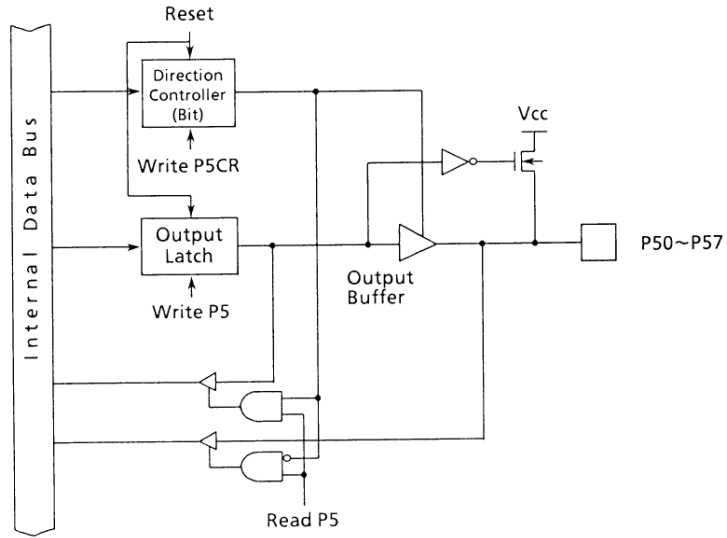 Reset
Direction
Controller
(Bit)
Vcc
Write P5CR
Internal Data Bus
Output
Latch
P50~P57
Output
Buffer
Write P5
Read P5